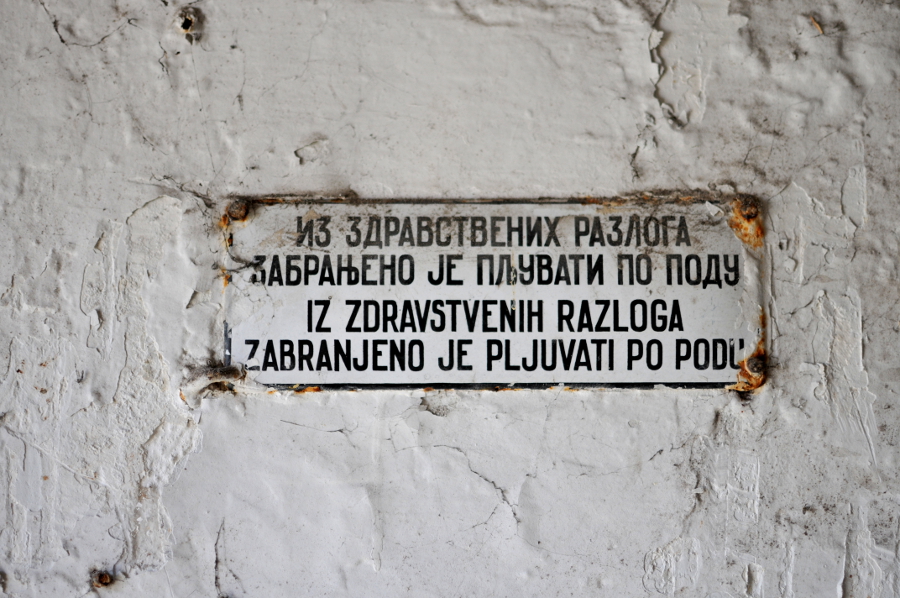 ИЗ ЗДРАВСТВЕНИХ РАЗЛОГА
ЗАБРАЊЕНО ЈЕ ПЉУВАТИ ПО ПОДУ
IZ ZDRAVSTVENIH RAZLOGA
ZABRANJENO JE PLJUVATI PO PODU